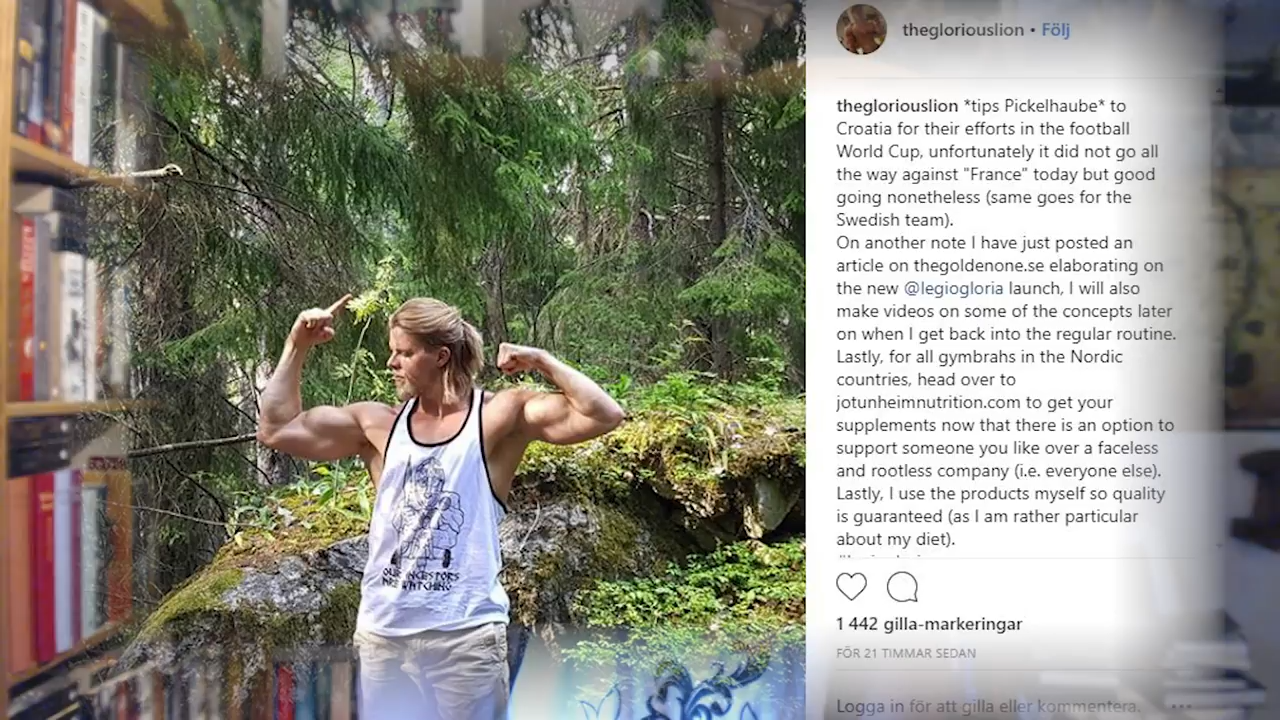 thegloriouslion • Följ
thegloriouslion *tips Pickelhaube* to
Croatia for their efforts in the football
World Cup, unfortunately it did not go all
the way against "France" today but good
going nonetheless (same goes for the
Swedish team).
On another note I have just posted an
article on thegoldenone.se elaborating on
the new @legiogloria launch, I will also
make videos on some of the concepts later
on when I get back into the regular routine.
Lastly, for all gymbrahs in the Nordic
countries, head over to
jotunheimnutrition.com to get your
supplements now that there is an option to
support someone you like over a faceless
and rootless company (i.e. everyone else).
Lastly, I use the products myself so quality
is guaranteed (as I am rather particular
about my diet).
1 442 gilla-markeringar
FÖR 21 TIMMAR SEDAN
Logga in för att gilla eller kommentera.
OUR ANCESTORS
ARE WATCHING